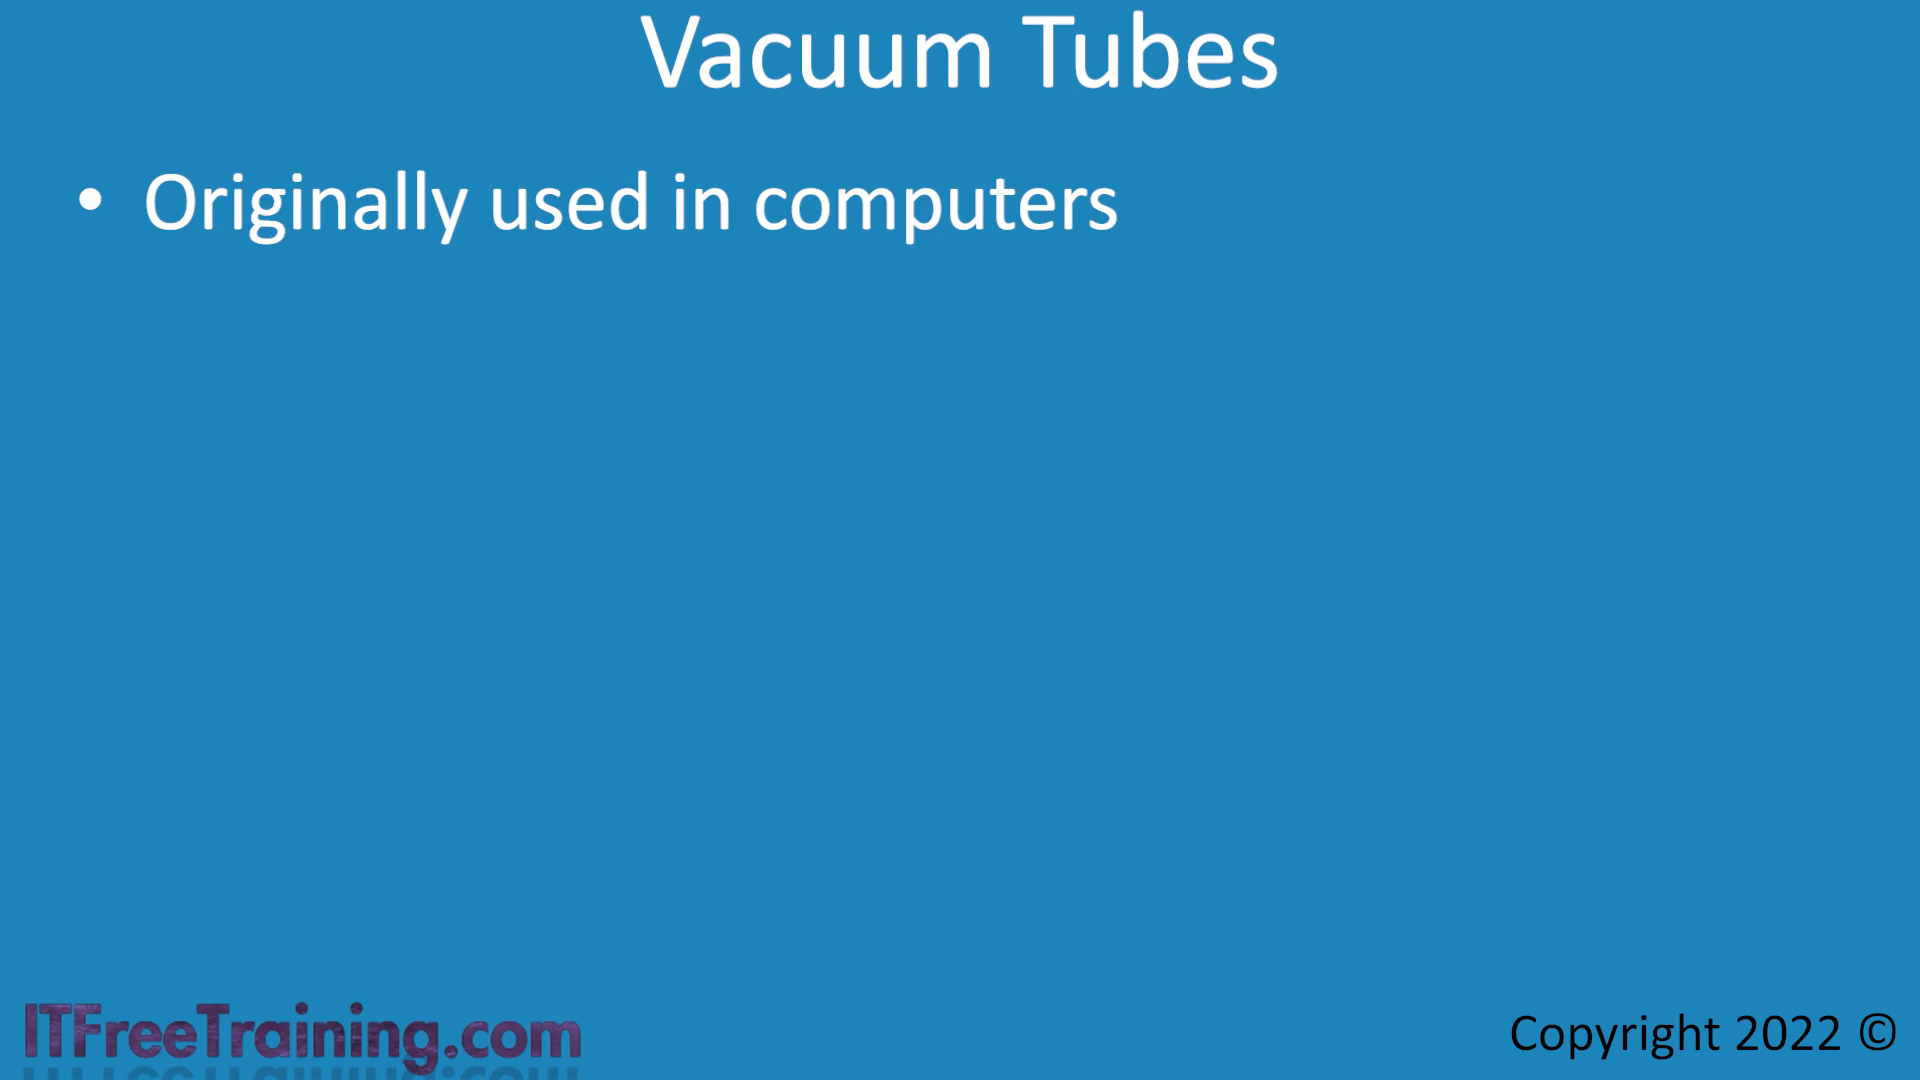 Vacuum Tubes
• Originally used in computers
ITFreeTraining.com
Copyright 2022 ©